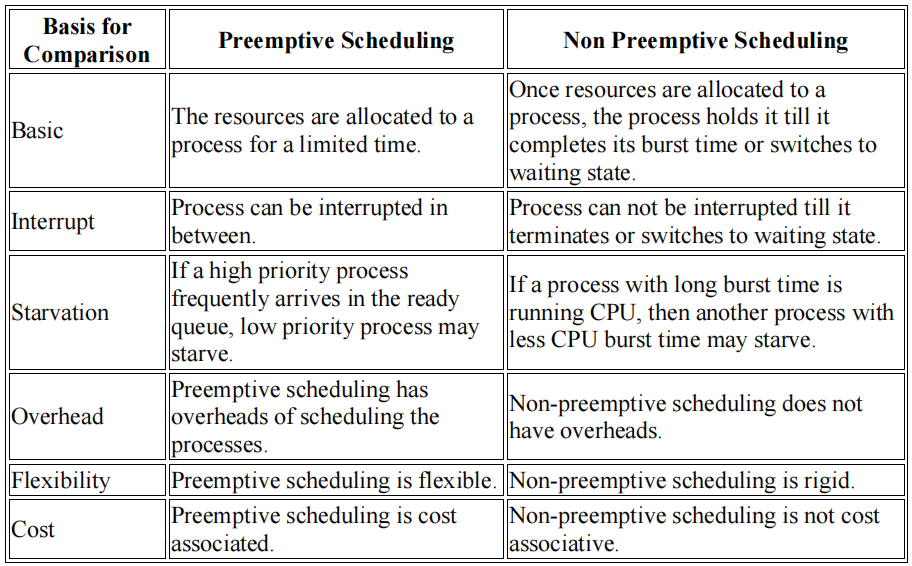 Basis for
Comparison
Preemptive Scheduling
Non Preemptive Scheduling
Basic
The resources are allocated to a
process for a limited time.
Once resources are allocated to a
process, the process holds it till it
completes its burst time or switches to
waiting state.
Interrupt
Process can be interrupted in
between.
Process can not be interrupted till it
terminates or switches to waiting state.
Starvation
If a high priority process
frequently arrives in the ready
queue, low priority process may
starve.
If a process with long burst time is
running CPU, then another process with
less CPU burst time may starve.
Overhead
Preemptive scheduling has
overheads of scheduling the
processes.
Non-preemptive scheduling does not
have overheads.
Flexibility
Preemptive scheduling is flexible.
Non-preemptive scheduling is rigid.
Cost
Preemptive scheduling is cost
associated.
Non-preemptive scheduling is not cost
associative.